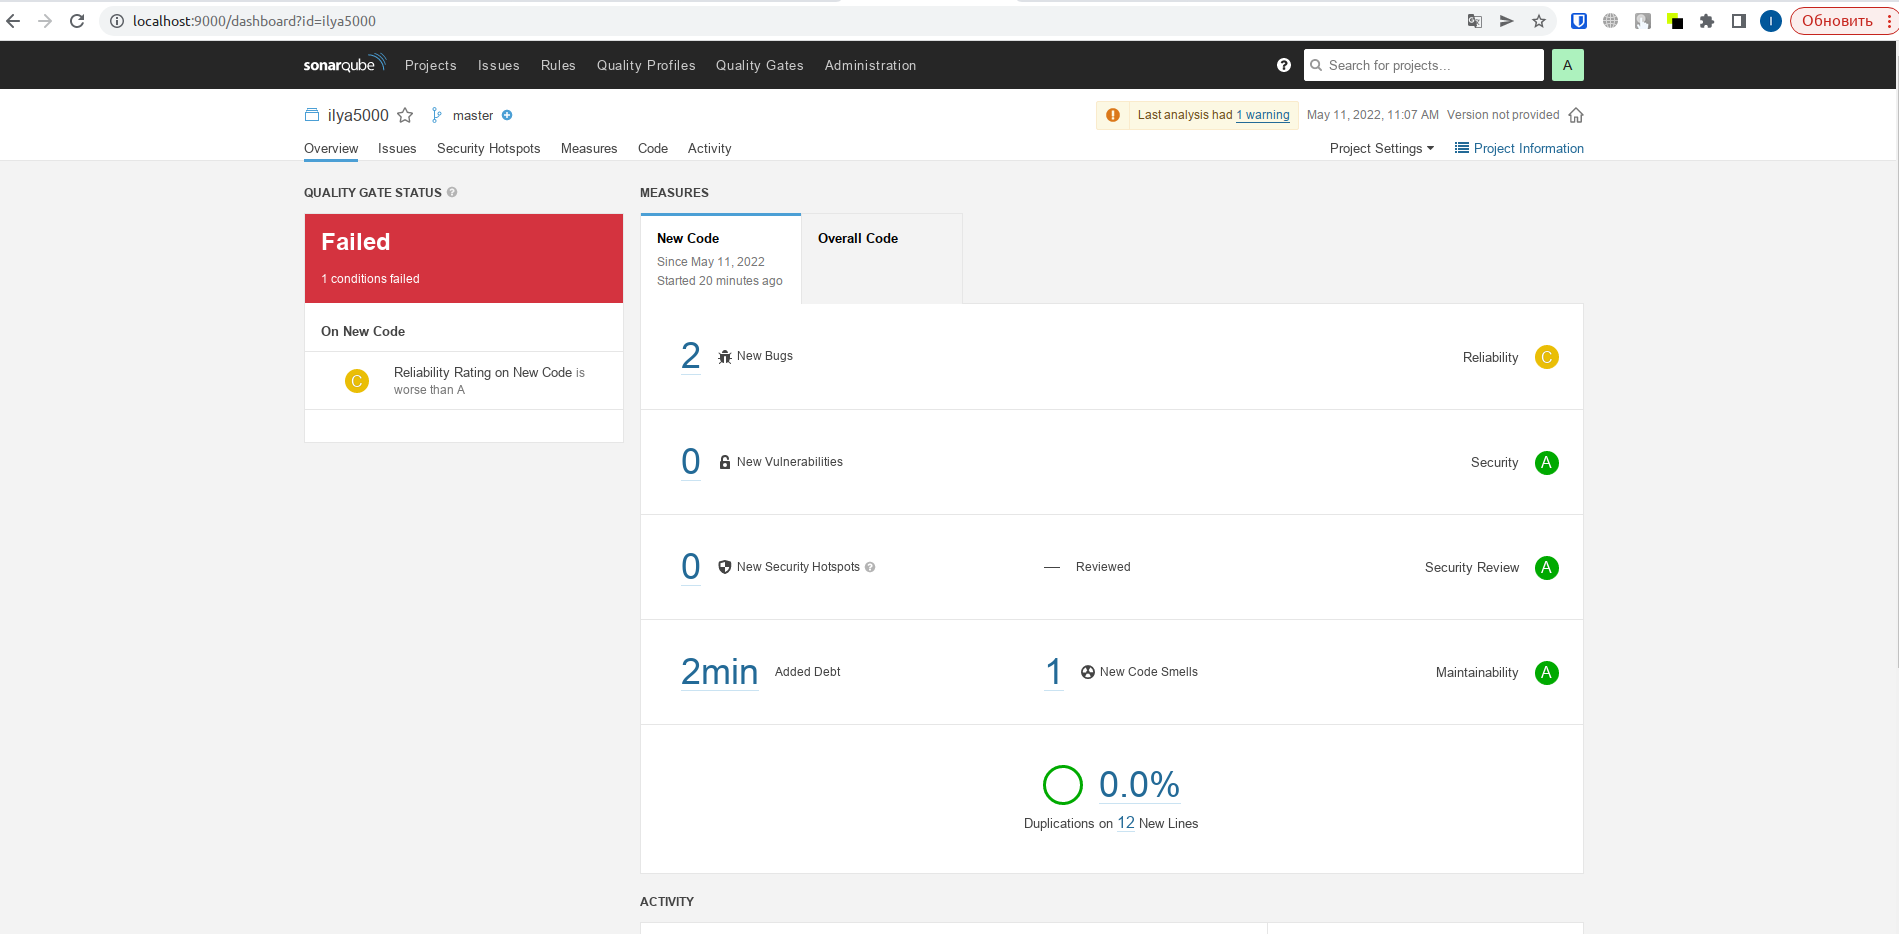 localhost:9000/dashboard?id=ilya5000
I
Обновить
sonarqube
Projects Issues Rules Quality Profiles Quality Gates Administration
Search for projects...
A
ilya5000 master
Last analysis had 1 warning
May 11, 2022, 11:07 AM Version not provided
Overview Issues Security Hotspots Measures Code Activity
Project Settings Project Information
QUALITY GATE STATUS
Failed
1 conditions failed
On New Code
C
Reliability Rating on New Code is
worse than A
MEASURES
New Code
Since May 11, 2022
Started 20 minutes ago
Overall Code
2 New Bugs Reliability C
0 New Vulnerabilities Security A
0 New Security Hotspots — Reviewed Security Review A
2min Added Debt 1 New Code Smells Maintainability A
0.0%
Duplications on 12 New Lines
ACTIVITY